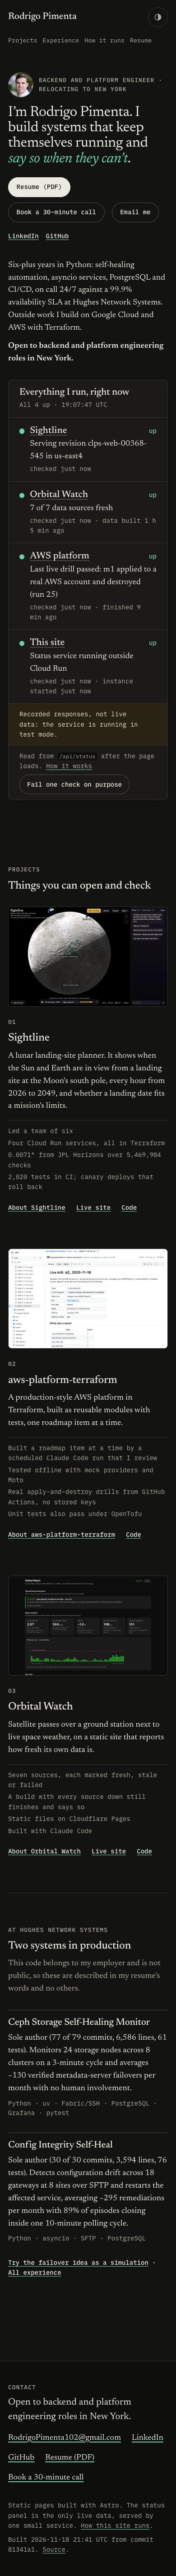 Rodrigo Pimenta
Projects Experience How it runs Resume
BACKEND AND PLATFORM ENGINEER ·
RELOCATING TO NEW YORK
I'm Rodrigo Pimenta. I
build systems that keep
themselves running and
say so when they can't.
Resume (PDF)
Book a 30-minute call Email me
LinkedIn GitHub
Six-plus years in Python: self-healing
automation, asyncio services, PostgreSQL and
CI/CD, on call 24/7 against a 99.9%
availability SLA at Hughes Network Systems.
Outside work I build on Google Cloud and
AWS with Terraform.
Open to backend and platform engineering
roles in New York.
Everything I run, right now
All 4 up · 19:07:47 UTC
Sightline up
Serving revision clps-web-00368-
545 in us-east4
checked just now
Orbital Watch up
7 of 7 data sources fresh
checked just now · data built 1 h
5 min ago
AWS platform up
Last live drill passed: m1 applied to a
real AWS account and destroyed
(run 25)
checked just now · finished 9
min ago
This site up
Status service running outside
Cloud Run
checked just now · instance
started just now
Recorded responses, not live
data: the service is running in
test mode.
Read from /api/status after the page
loads. How it works
Fail one check on purpose
PROJECTS
Things you can open and check
Sightline
01
Sightline
A lunar landing-site planner. It shows when
the Sun and Earth are in view from a landing
site at the Moon's south pole, every hour from
2026 to 2049, and whether a landing date fits
a mission's limits.
Led a team of six
Four Cloud Run services, all in Terraform
0.0071° from JPL Horizons over 5,469,984
checks
2,020 tests in CI; canary deploys that
roll back
About Sightline Live site Code
02
aws-platform-terraform
A production-style AWS platform in
Terraform, built as reusable modules with
tests, one roadmap item at a time.
Built a roadmap item at a time by a
scheduled Claude Code run that I review
Tested offline with mock providers and
Moto
Real apply-and-destroy drills from GitHub
Actions, no stored keys
Unit tests also pass under OpenTofu
About aws-platform-terraform Code
03
Orbital Watch
Satellite passes over a ground station next to
live space weather, on a static site that reports
how fresh its own data is.
Seven sources, each marked fresh, stale
or failed
A build with every source down still
finishes and says so
Static files on Cloudflare Pages
Built with Claude Code
About Orbital Watch Live site Code
AT HUGHES NETWORK SYSTEMS
Two systems in production
This code belongs to my employer and is not
public, so these are described in my resume's
words and no others.
Ceph Storage Self-Healing Monitor
Sole author (77 of 79 commits, 6,586 lines, 61
tests). Monitors 24 storage nodes across 8
clusters on a 3-minute cycle and averages
~130 verified metadata-server failovers per
month with no human involvement.
Python · uv · Fabric/SSH · PostgreSQL ·
Grafana · pytest
Config Integrity Self-Heal
Sole author (30 of 30 commits, 3,594 lines, 76
tests). Detects configuration drift across 18
gateways at 8 sites over SFTP and restarts the
affected service, averaging ~295 remediations
per month with 89% of episodes closing
inside one 10-minute polling cycle.
Python · asyncio · SFTP · PostgreSQL
Try the failover idea as a simulation ·
All experience
CONTACT
Open to backend and platform
engineering roles in New York.
RodrigoPimenta102@gmail.com LinkedIn
GitHub Resume (PDF)
Book a 30-minute call
Static pages built with Astro. The status
panel is the only live data, served by
one small service. How this site runs.
Built 2026-11-18 21:41 UTC from commit
81341a1. Source.